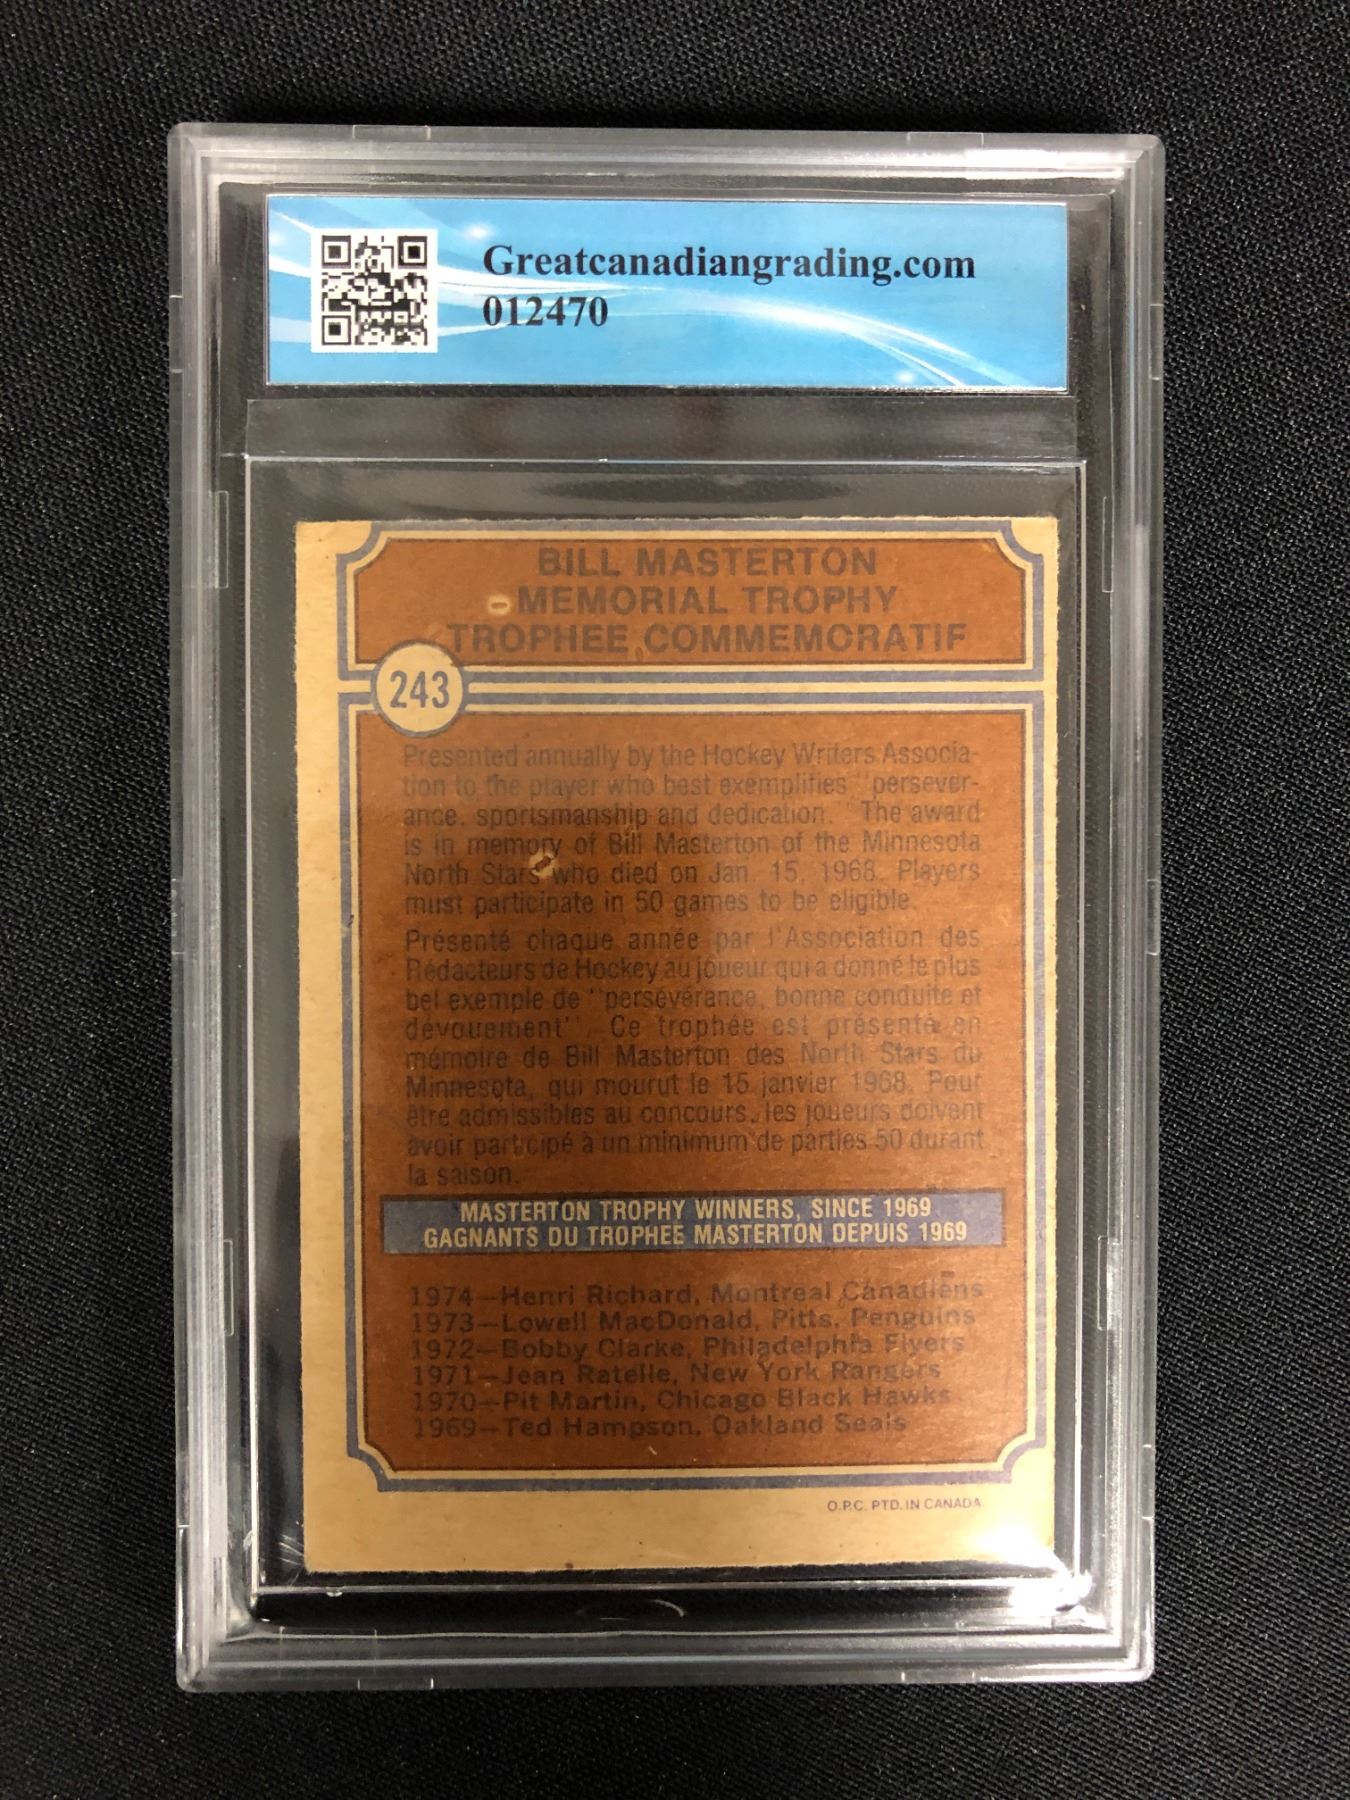 Greatcanadiangrading.com
012470
BILL MASTERTON
MEMORIAL TROPHY
TROPHEE COMMEMORATIF
243
Presented annually by the Hockey Writers Associa-
tion to the player who best exemplifies "persever-
ance, sportsmanship and dedication." The award
is in memory of Bill Masterton of the Minnesota
North Stars who died on Jan. 15, 1968. Players
must participate in 50 games to be eligible.
Présenté chaque année par l'Association des
Rédacteurs de Hockey au joueur qui a donné le plus
bel exemple de "persévérance, bonne conduite et
dévouement". Ce trophée est présenté en
mémoire de Bill Masterton des North Stars du
Minnesota, qui mourut le 15 janvier 1968. Pour
être admissibles au concours, les joueurs doivent
avoir participé à un minimum de parties 50 durant
la saison.
MASTERTON TROPHY WINNERS, SINCE 1969
GAGNANTS DU TROPHEE MASTERTON DEPUIS 1969
1974—Henri Richard, Montreal Canadiens
1973—Lowell MacDonald, Pitts. Penguins
1972—Bobby Clarke, Philadelphia Flyers
1971—Jean Ratelle, New York Rangers
1970—Pit Martin, Chicago Black Hawks
1969—Ted Hampson, Oakland Seals
O.P.C. PTD. IN CANADA